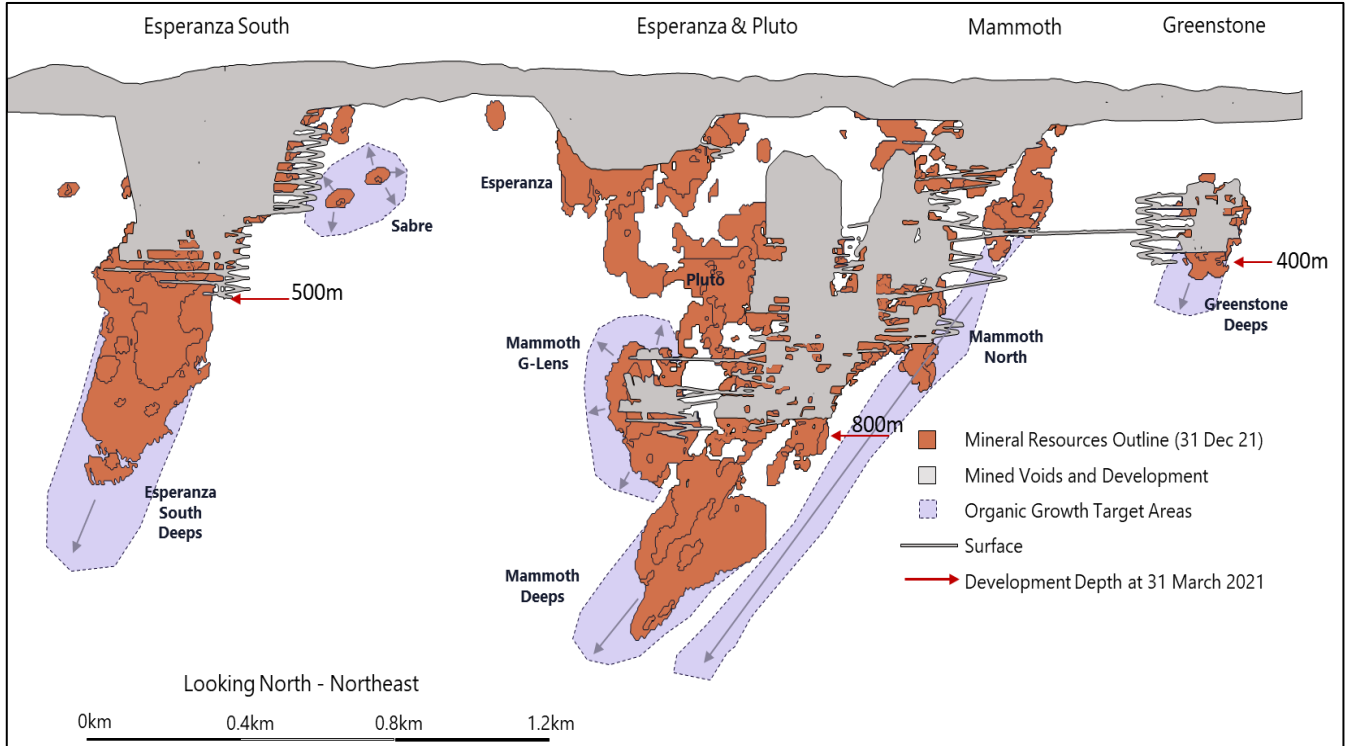 Esperanza South
Esperanza & Pluto
Mammoth
Greenstone
Esperanza
Sabre
Pluto
500m
400m
Greenstone
Deeps
Mammoth
G-Lens
Mammoth
North
800m
Esperanza
South
Deeps
Mammoth
Deeps
Mineral Resources Outline (31 Dec 21)
Mined Voids and Development
Organic Growth Target Areas
Surface
Development Depth at 31 March 2021
Looking North - Northeast
0km 0.4km 0.8km 1.2km